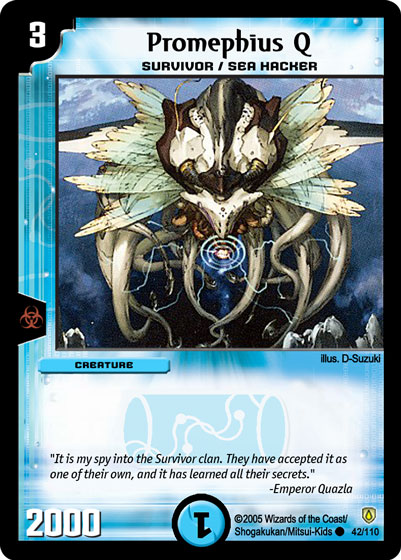 3
Promephius Q
SURVIVOR / SEA HACKER
illus. D-Suzuki
CREATURE
"It is my spy into the Survivor clan. They have accepted it
as one of their own, and it has learned all their secrets."
-Emperor Quazla
2000
1
©2005 Wizards of the Coast/
Shogakukan/Mitsui-Kids ● 42/110